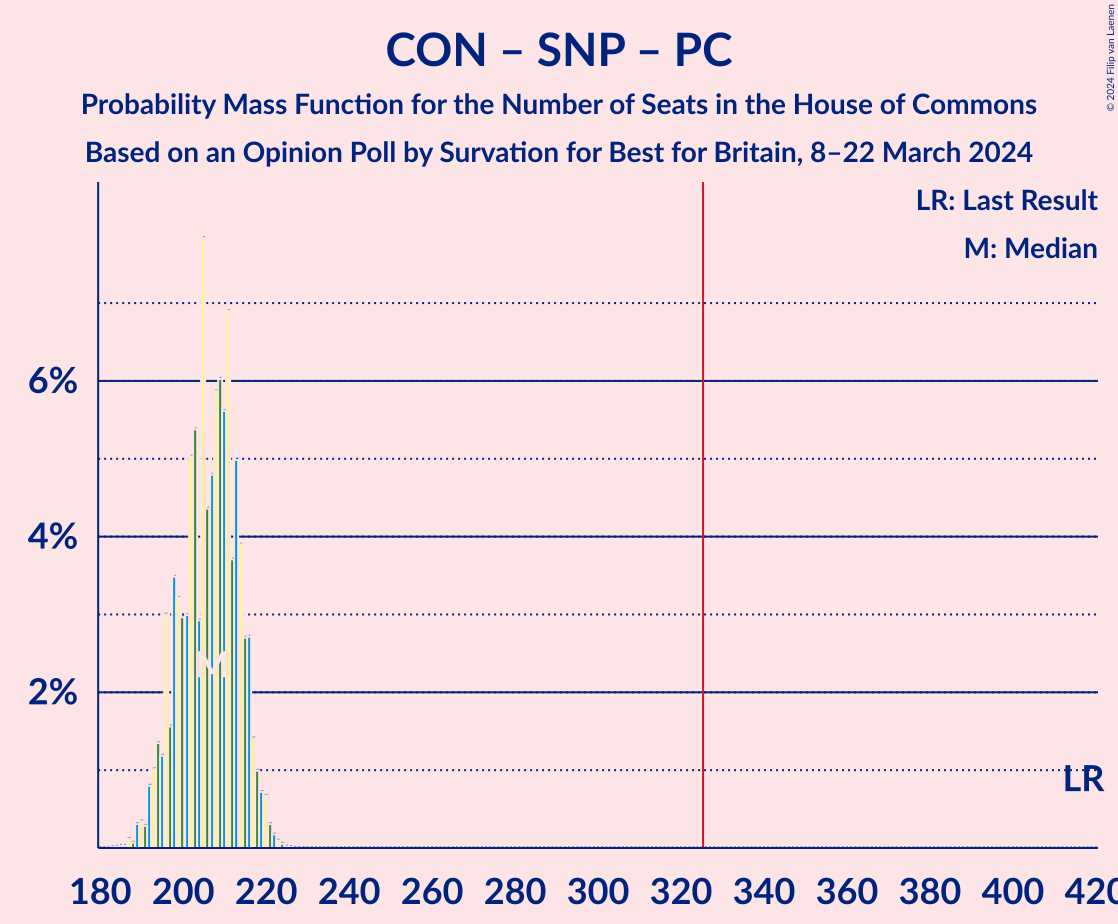 CON – SNP – PC
Probability Mass Function for the Number of Seats in the House of Commons
Based on an Opinion Poll by Survation for Best for Britain, 8–22 March 2024
© 2024 Filip van Laenen
LR: Last Result
M: Median
6%
4%
2%
M
LR
180 200 220 240 260 280 300 320 340 360 380 400 420